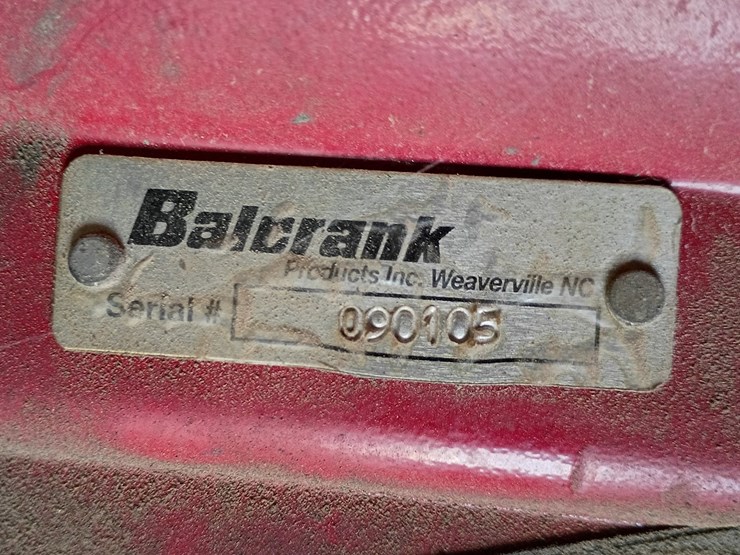 Balcrank
Products Inc. Weaverville NC
Serial # 090105